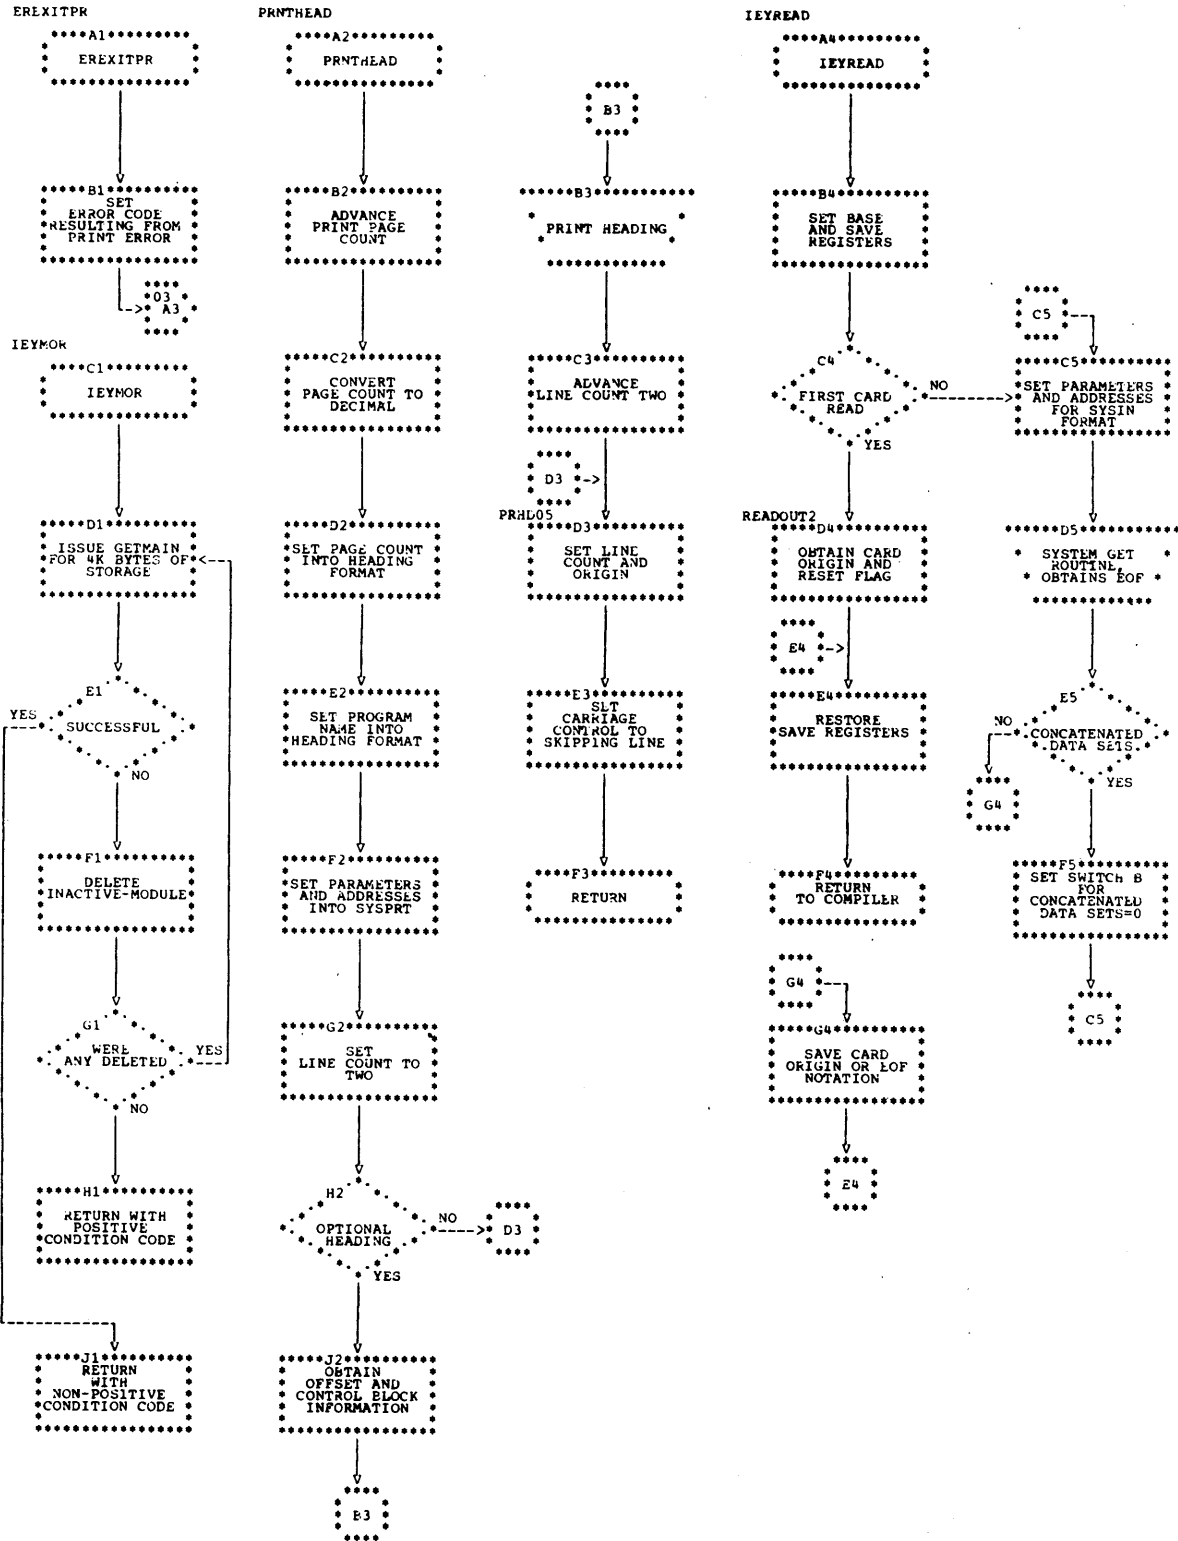 EREXITPR
A1
EREXITPR
B1
SET
ERROR CODE
RESULTING FROM
PRINT ERROR
03
A3
IEYMOR
C1
IEYMOR
D1
ISSUE GETMAIN
FOR 4K BYTES OF
STORAGE
E1
YES
SUCCESSFUL
NO
F1
DELETE
INACTIVE-MODULE
G1
WERE
ANY DELETED
YES
NO
H1
RETURN WITH
POSITIVE
CONDITION CODE
J1
RETURN
WITH
NON-POSITIVE
CONDITION CODE
PRNTHEAD
A2
PRNTHEAD
B2
ADVANCE
PRINT PAGE
COUNT
C2
CONVERT
PAGE COUNT TO
DECIMAL
D2
SET PAGE COUNT
INTO HEADING
FORMAT
E2
SET PROGRAM
NAME INTO
HEADING FORMAT
F2
SET PARAMETERS
AND ADDRESSES
INTO SYSPRT
G2
SET
LINE COUNT TO
TWO
H2
OPTIONAL
HEADING
NO
D3
YES
J2
OBTAIN
OFFSET AND
CONTROL BLOCK
INFORMATION
B3
B3
B3
PRINT HEADING
C3
ADVANCE
LINE COUNT TWO
D3
PRHD05
D3
SET LINE
COUNT AND
ORIGIN
E3
SET
CARRIAGE
CONTROL TO
SKIPPING LINE
F3
RETURN
IEYREAD
A4
IEYREAD
B4
SET BASE
AND SAVE
REGISTERS
C4
FIRST CARD
READ
NO
YES
READOUT2
D4
OBTAIN CARD
ORIGIN AND
RESET FLAG
E4
E4
RESTORE
SAVE REGISTERS
F4
RETURN
TO COMPILER
G4
G4
SAVE CARD
ORIGIN OR EOF
NOTATION
E4
C5
C5
SET PARAMETERS
AND ADDRESSES
FOR SYSIN
FORMAT
D5
SYSTEM GET
ROUTINE,
OBTAINS EOF
E5
NO
CONCATENATED
DATA SETS
YES
G4
F5
SET SWITCH B
FOR
CONCATENATED
DATA SETS=0
C5